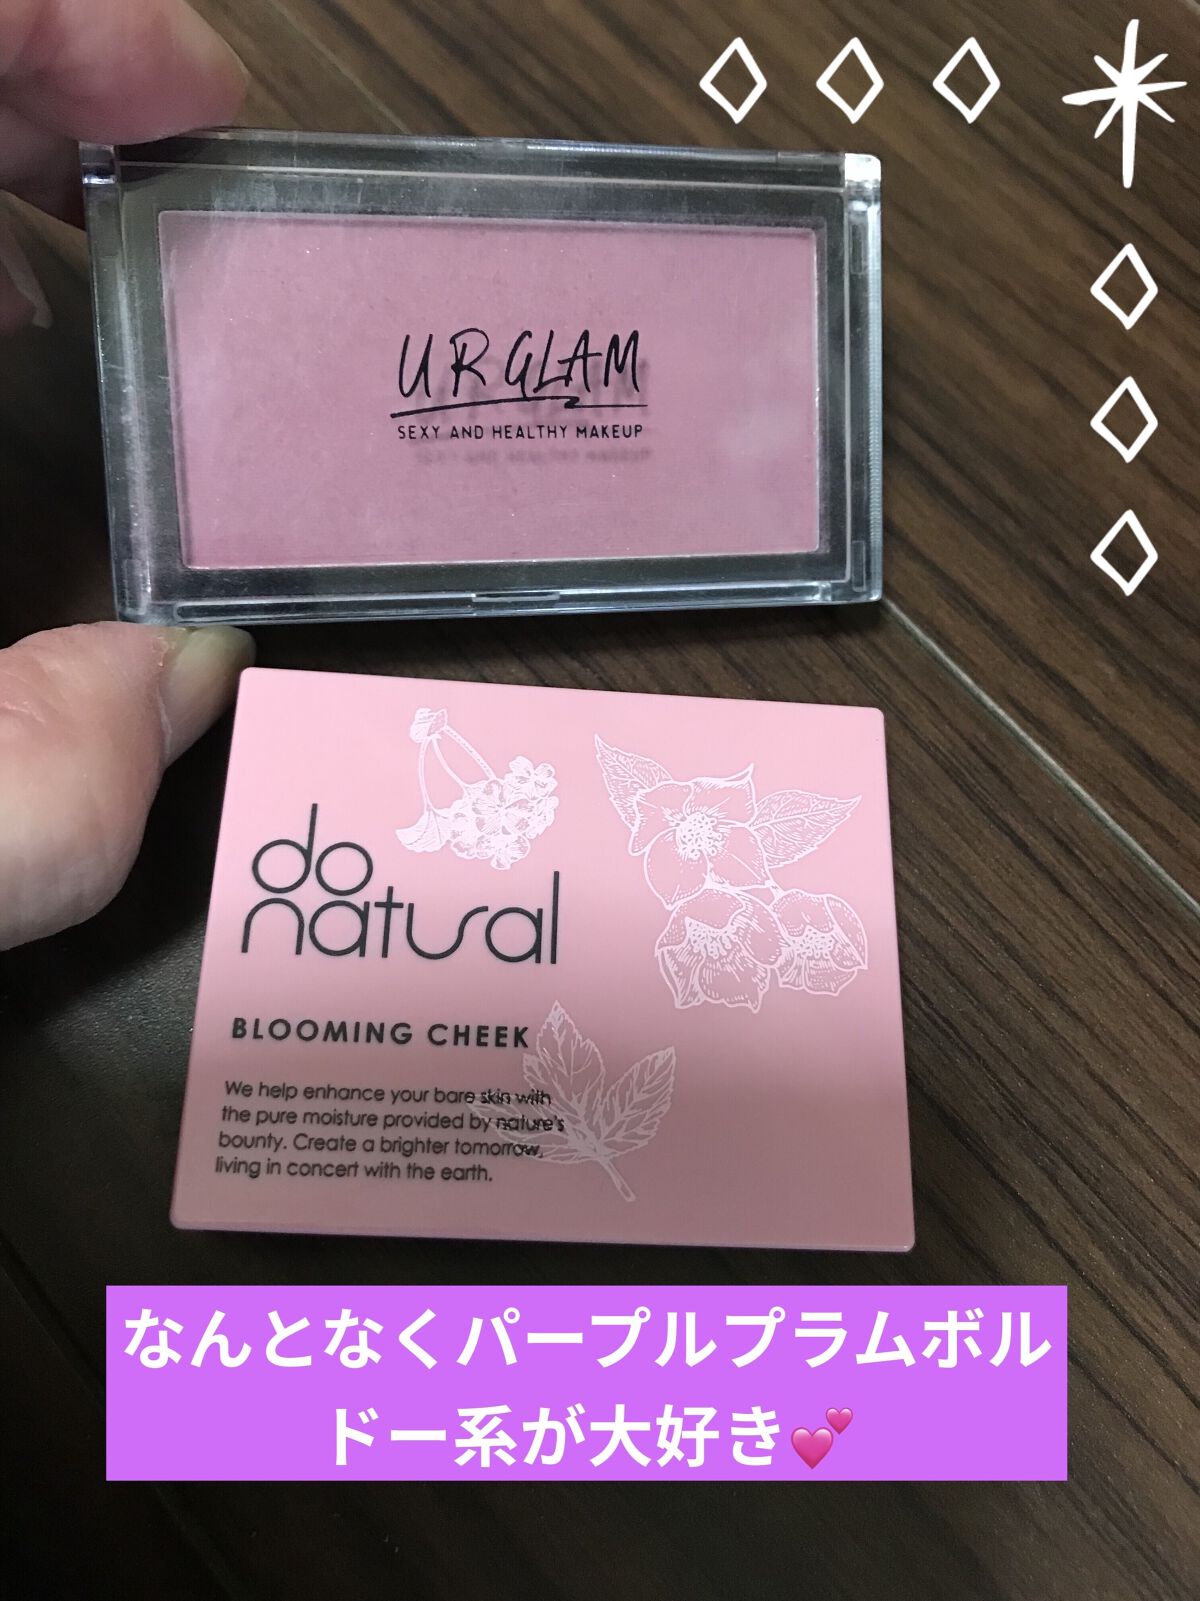 UR GLAM
SEXY AND HEALTHY MAKEUP
do
natural
BLOOMING CHEEK
We help enhance your bare skin with
the pure moisture provided by nature's
bounty. Create a brighter tomorrow,
living in concert with the earth.
なんとなくパープルプラムボル
ドー系が大好き💕